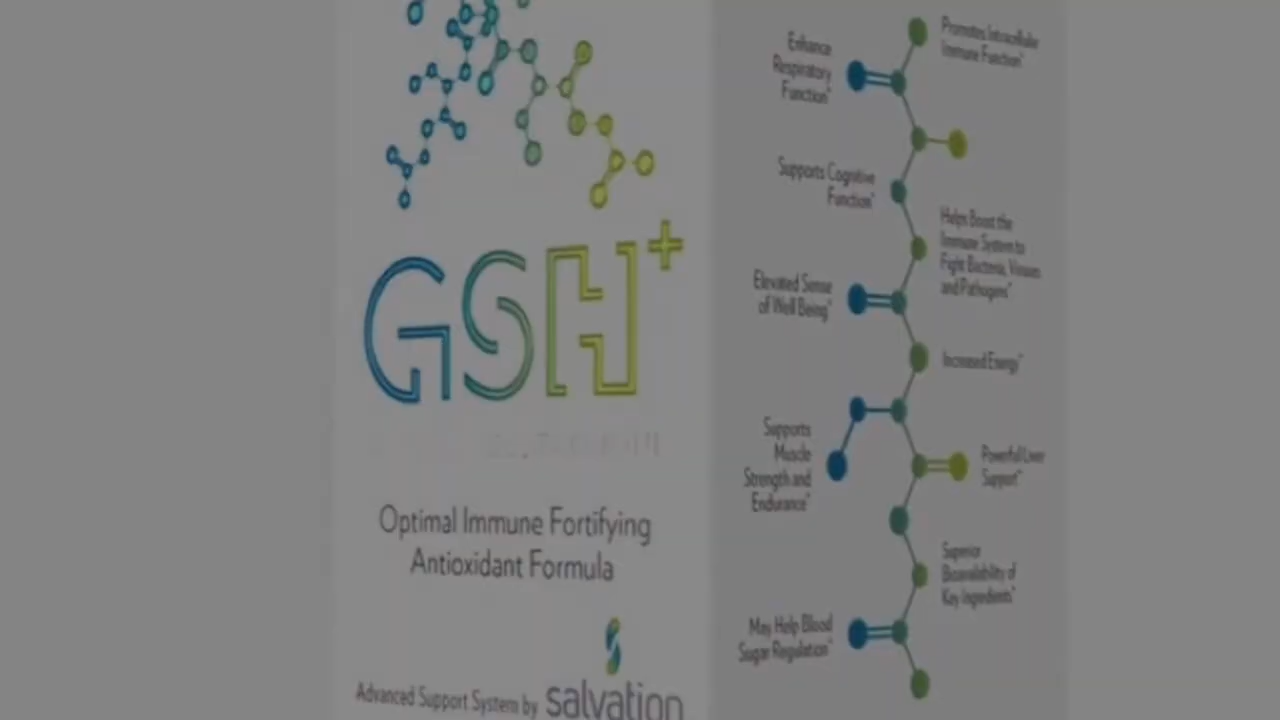 GSH+
Optimal Immune Fortifying
Antioxidant Formula
Advanced Support System by salvation
Promotes Intracellular
Immune Function*
Enhance
Respiratory
Function*
Supports Cognitive
Function*
Helps Boost the
Immune System to
Fight Bacteria, Viruses
and Pathogens*
Elevated Sense
of Well Being*
Increased Energy*
Supports
Muscle
Strength and
Endurance*
Powerful Liver
Support*
Superior
Bioavailability of
Key Ingredients*
May Help Blood
Sugar Regulation*